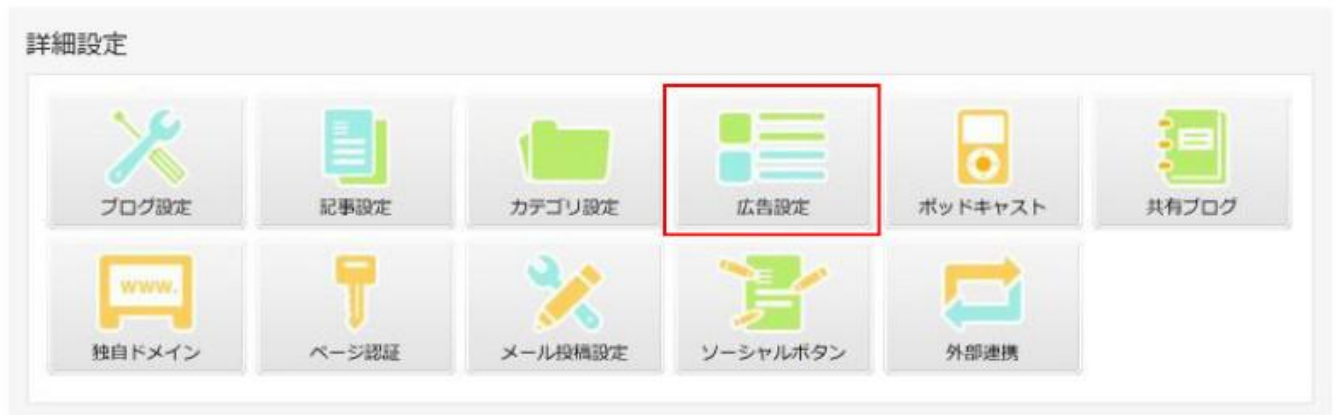 詳細設定
ブログ設定
記事設定
カテゴリ設定
広告設定
ポッドキャスト
共有ブログ
www.
独自ドメイン
ページ認証
メール投稿設定
ソーシャルボタン
外部連携